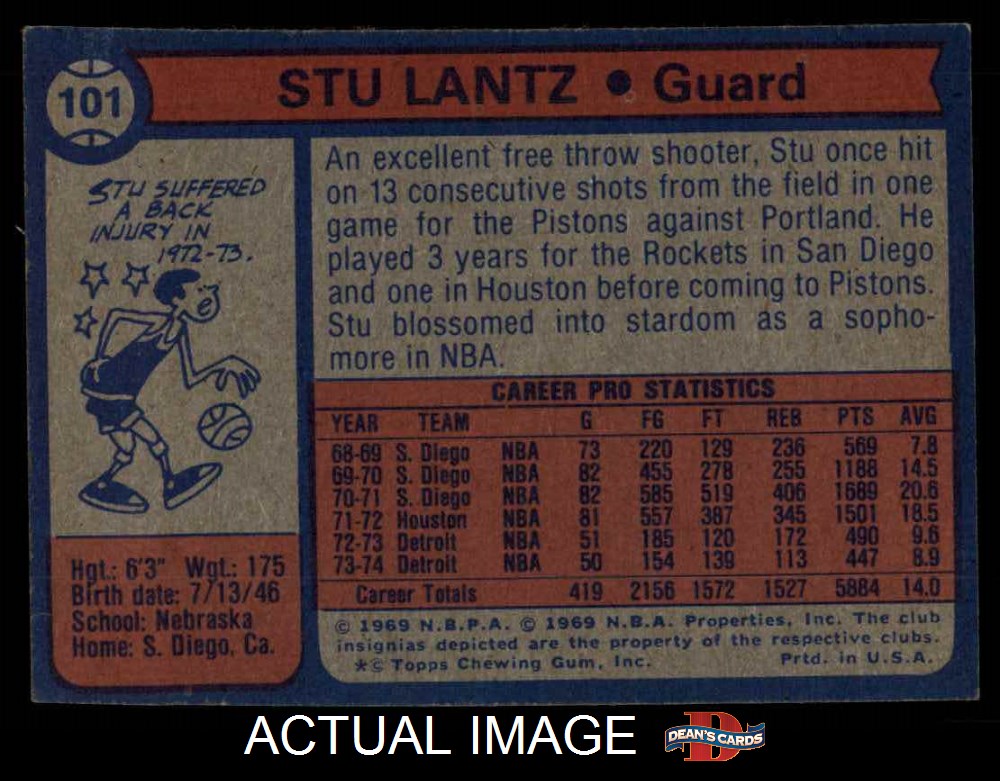 101
STU LANTZ • Guard
STU SUFFERED
A BACK
INJURY IN
1972-73.
An excellent free throw shooter, Stu once hit
on 13 consecutive shots from the field in one
game for the Pistons against Portland. He
played 3 years for the Rockets in San Diego
and one in Houston before coming to Pistons.
Stu blossomed into stardom as a sopho-
more in NBA.
CAREER PRO STATISTICS
YEAR TEAM G FG FT REB PTS AVG
68-69 S. Diego NBA 73 220 129 236 569 7.8
69-70 S. Diego NBA 82 455 278 255 1188 14.5
70-71 S. Diego NBA 82 585 519 406 1689 20.6
71-72 Houston NBA 81 557 387 345 1501 18.5
72-73 Detroit NBA 51 185 120 172 490 9.6
73-74 Detroit NBA 50 154 139 113 447 8.9
Career Totals 419 2156 1572 1527 5884 14.0
Hgt.: 6'3" Wgt.: 175
Birth date: 7/13/46
School: Nebraska
Home: S. Diego, Ca.
© 1969 N.B.P.A. © 1969 N.B.A. Properties, Inc. The club
insignias depicted are the property of the respective clubs.
*© Topps Chewing Gum, Inc. Prtd. in U.S.A.
ACTUAL IMAGE
D
DEAN'S CARDS